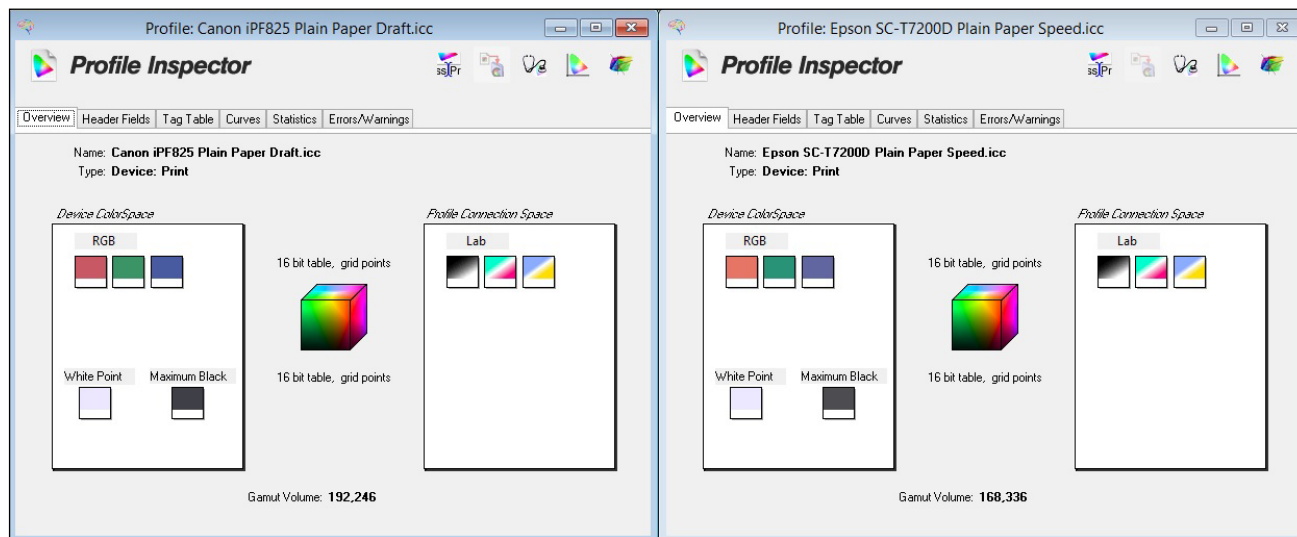 Profile: Canon iPF825 Plain Paper Draft.icc
Profile Inspector
Overview Header Fields Tag Table Curves Statistics Errors/Warnings
Name: Canon iPF825 Plain Paper Draft.icc
Type: Device: Print
Device ColorSpace
Profile Connection Space
RGB
Lab
16 bit table, grid points
White Point Maximum Black
16 bit table, grid points
Gamut Volume: 192,246
Profile: Epson SC-T7200D Plain Paper Speed.icc
Profile Inspector
Overview Header Fields Tag Table Curves Statistics Errors/Warnings
Name: Epson SC-T7200D Plain Paper Speed.icc
Type: Device: Print
Device ColorSpace
Profile Connection Space
RGB
Lab
16 bit table, grid points
White Point Maximum Black
16 bit table, grid points
Gamut Volume: 168,336